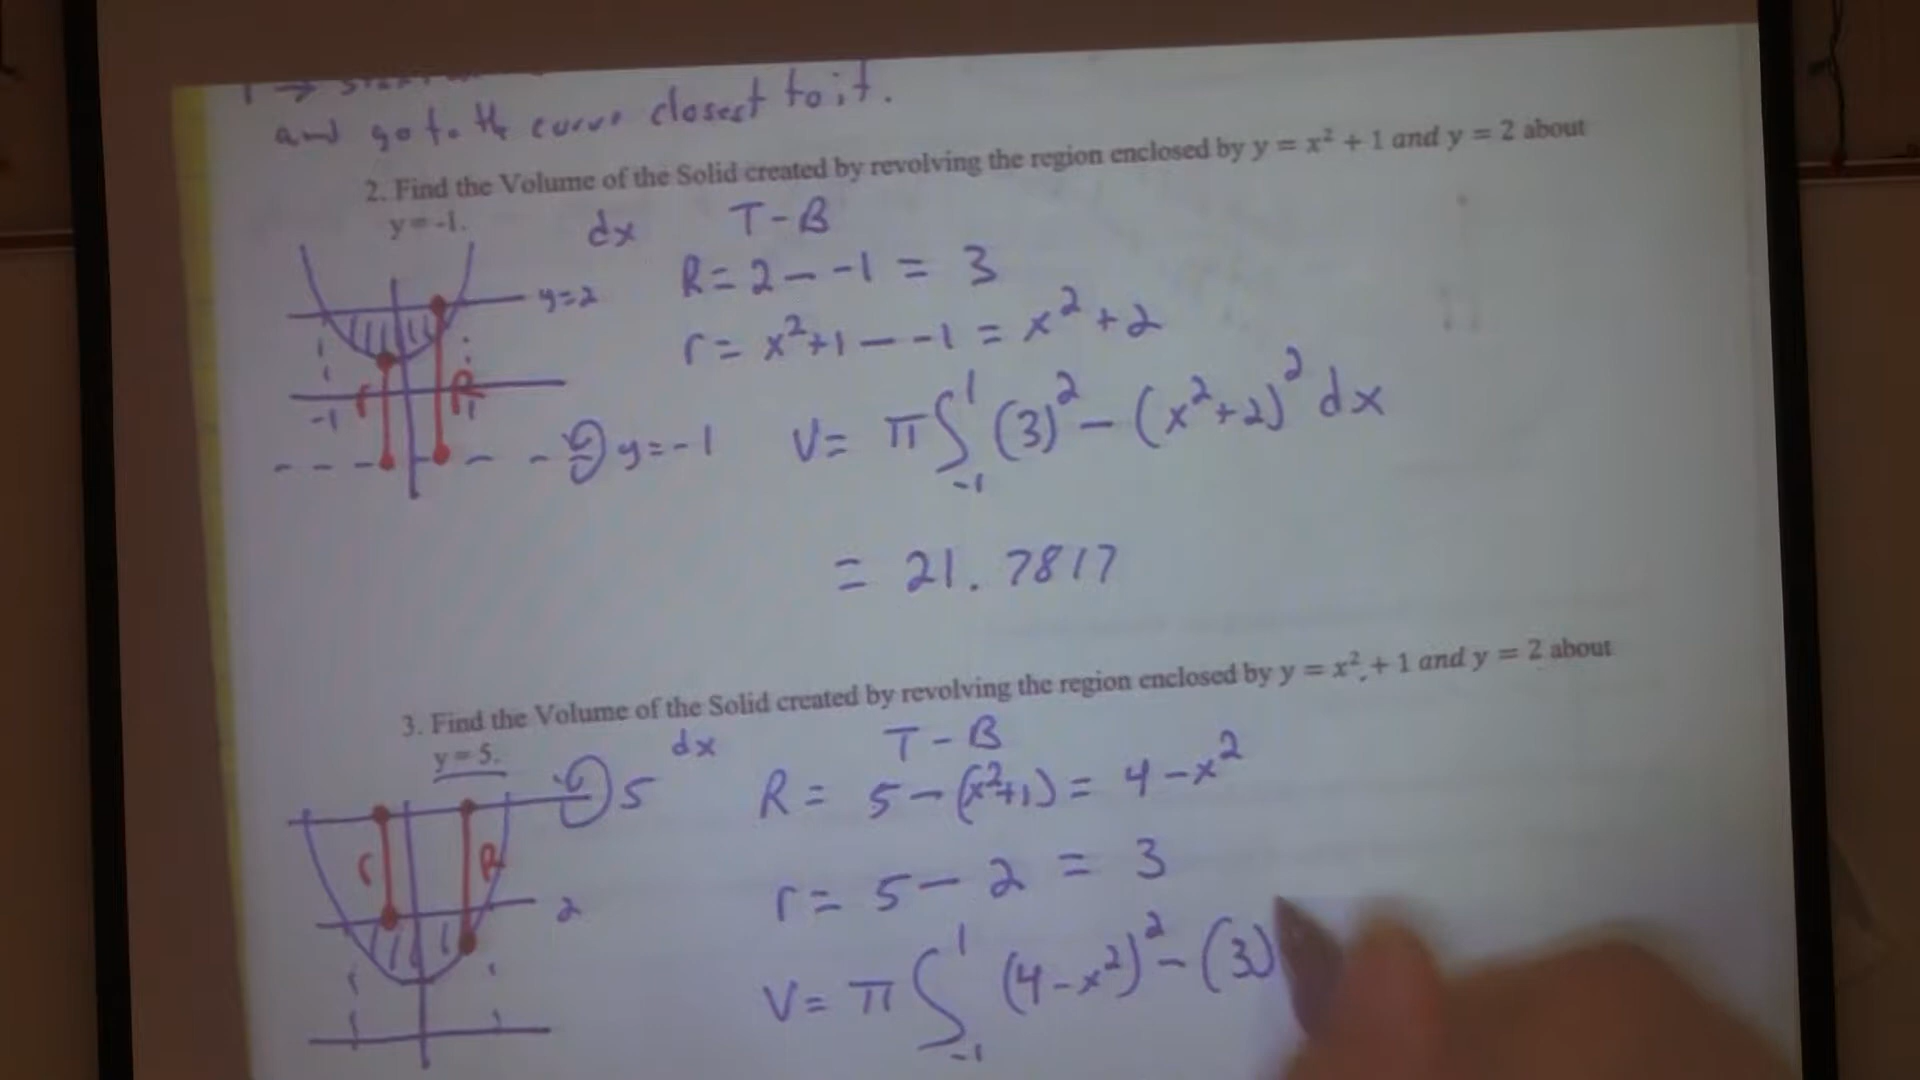 and go to the curve closest to it.
2. Find the Volume of the Solid created by revolving the region enclosed by y = x² + 1 and y = 2 about
y = -1.
dx T - B
R = 2 - -1 = 3
y=2
r = x²+1 - -1 = x² + 2
r R
-1 1
y = -1
V = π∫₋₁¹ (3)² - (x²+2)² dx
= 21.7817
3. Find the Volume of the Solid created by revolving the region enclosed by y = x² + 1 and y = 2 about
y = 5.
dx T - B
5
R = 5 - (x²+1) = 4 - x²
r R
r = 5 - 2 = 3
2
V = π∫₋₁¹ (4-x²)² - (3)